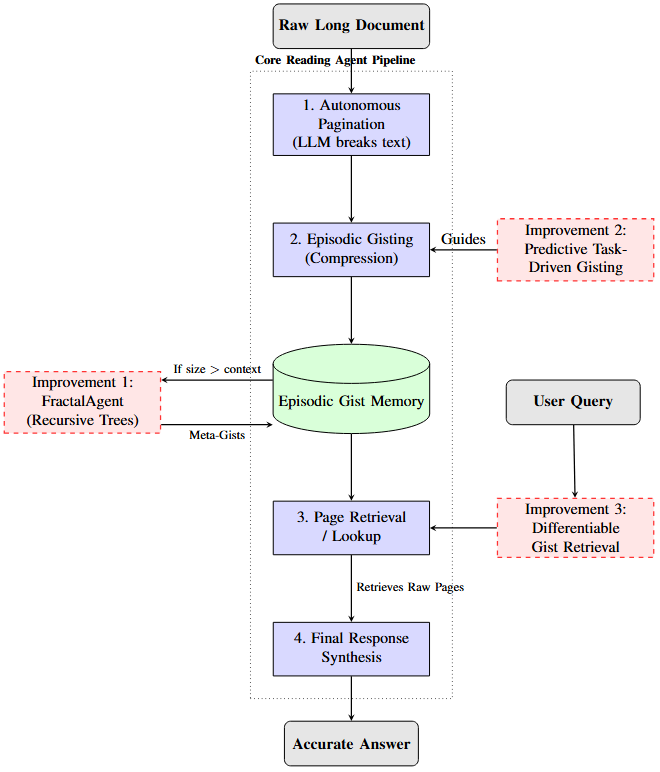 Raw Long Document
Core Reading Agent Pipeline
1. Autonomous
Pagination
(LLM breaks text)
2. Episodic Gisting
(Compression)
Guides
Improvement 2:
Predictive Task-
Driven Gisting
If size > context
Improvement 1:
FractalAgent
(Recursive Trees)
Meta-Gists
Episodic Gist Memory
User Query
3. Page Retrieval
/ Lookup
Improvement 3:
Differentiable
Gist Retrieval
Retrieves Raw Pages
4. Final Response
Synthesis
Accurate Answer